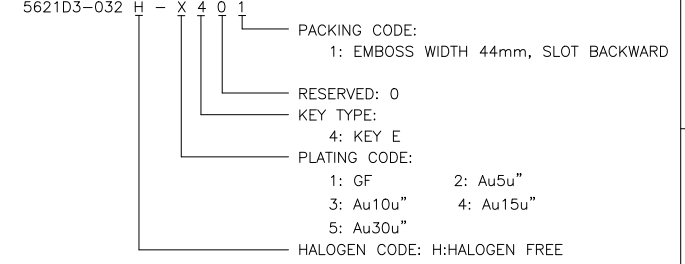 5621D3-032 H - X 4 0 1
PACKING CODE:
1: EMBOSS WIDTH 44mm, SLOT BACKWARD
RESERVED: 0
KEY TYPE:
4: KEY E
PLATING CODE:
1: GF 2: Au5u"
3: Au10u" 4: Au15u"
5: Au30u"
HALOGEN CODE: H:HALOGEN FREE